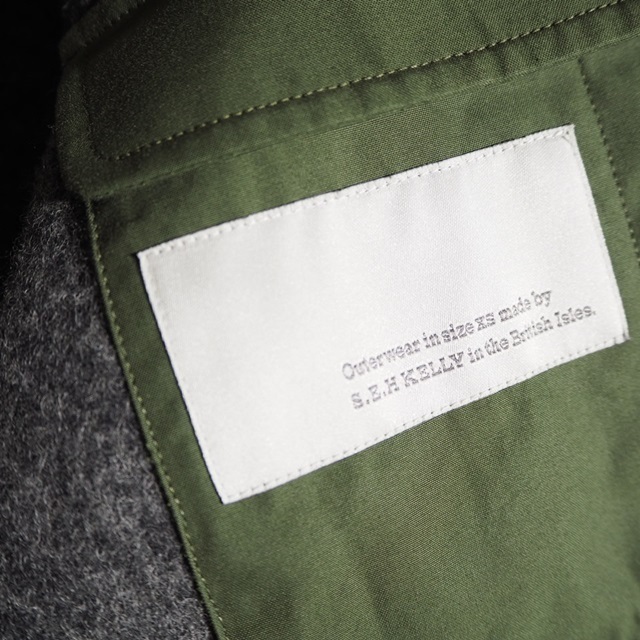 Outerwear in size XS made by
S.E.H KELLY in the British Isles.